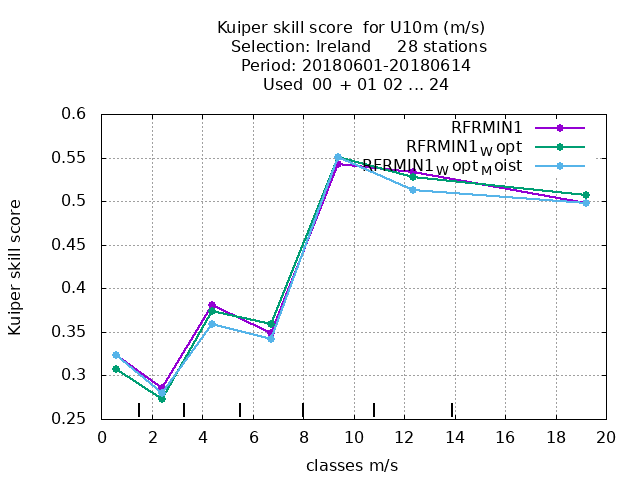 Kuiper skill score  for U10m (m/s)
Selection: Ireland     28 stations
Period: 20180601-20180614
Used  00 + 01 02 ... 24
RFRMIN1
RFRMIN1_W opt
RFRMIN1_W opt_Moist
Kuiper skill score
0.6
0.55
0.5
0.45
0.4
0.35
0.3
0.25
0 2 4 6 8 10 12 14 16 18 20
classes m/s